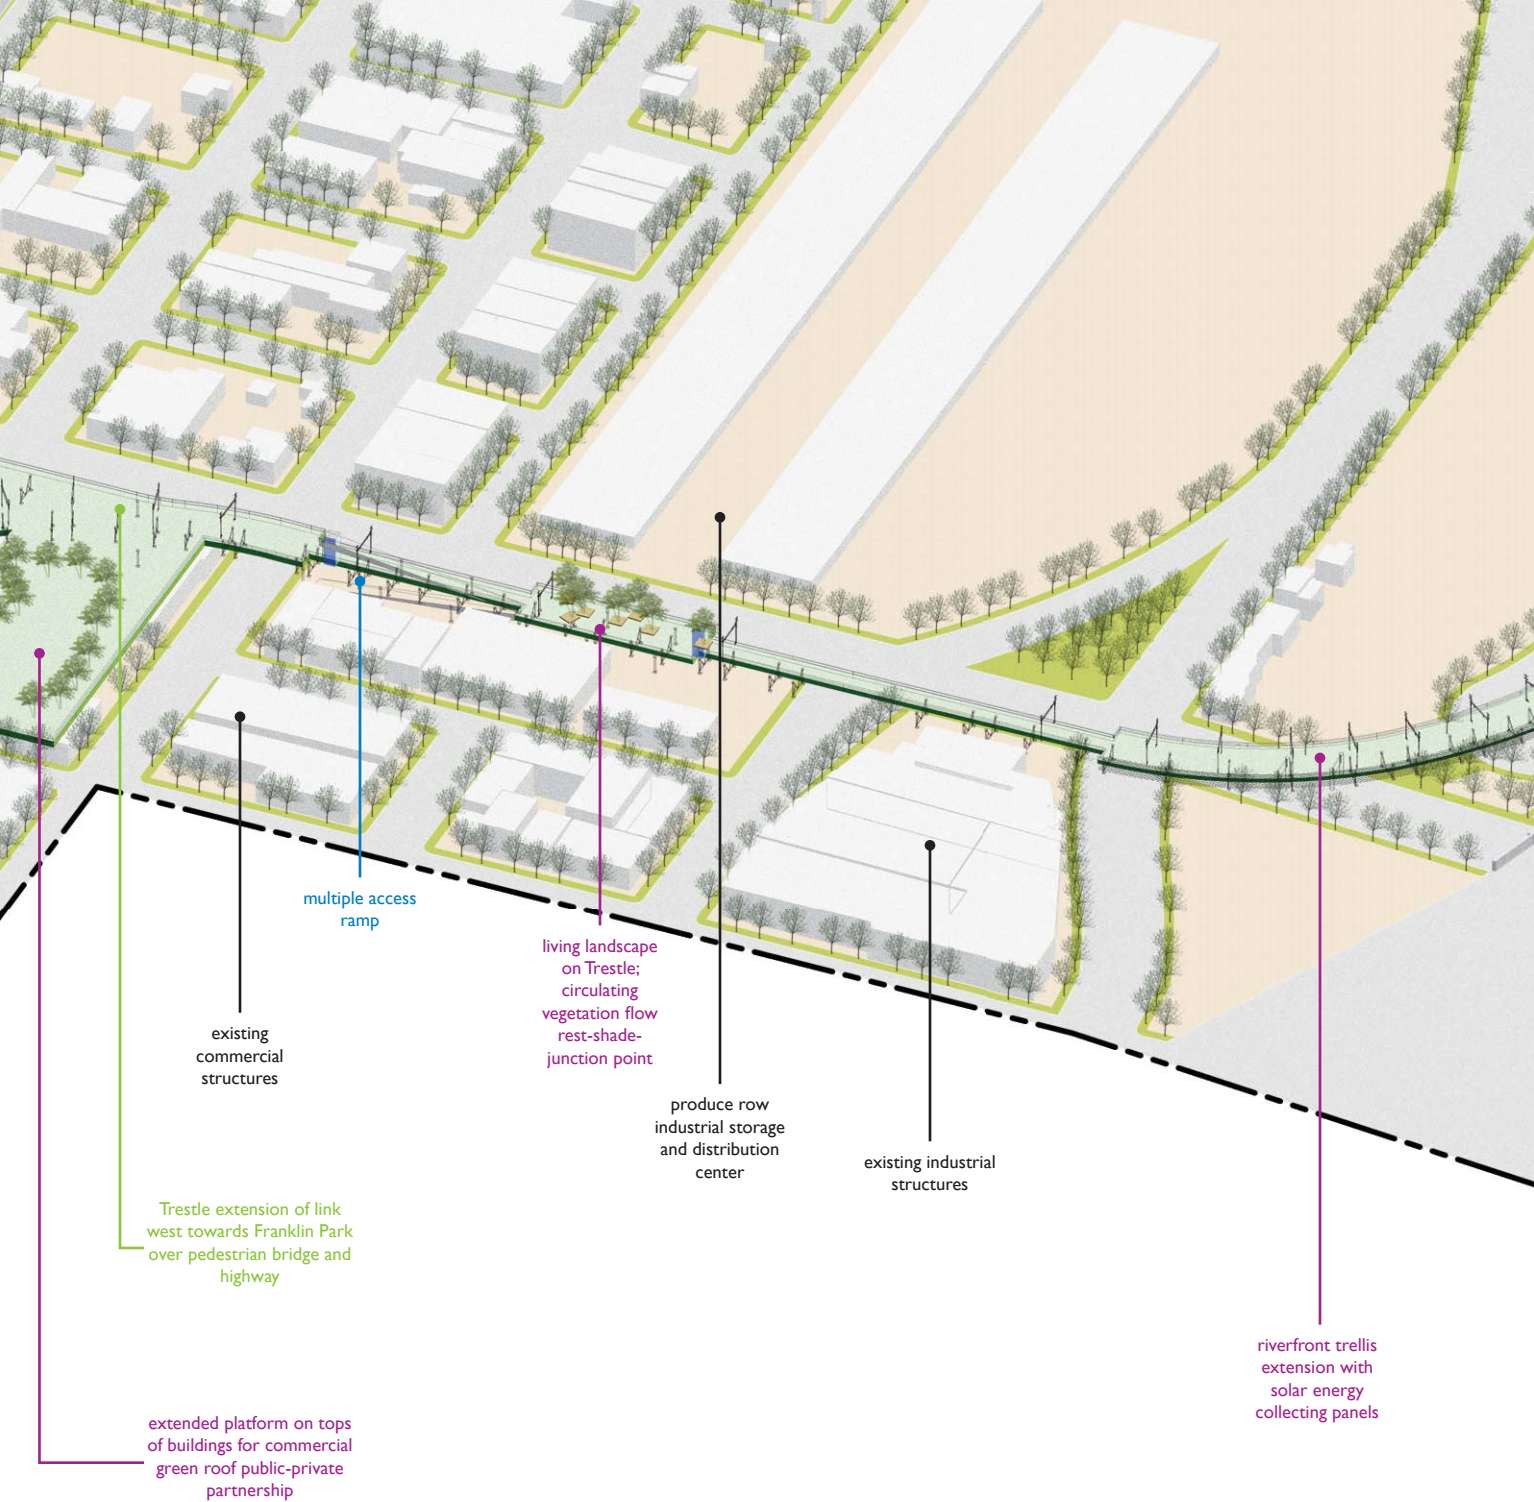 multiple access
ramp
living landscape
on Trestle;
circulating
vegetation flow
rest-shade-
junction point
existing
commercial
structures
produce row
industrial storage
and distribution
center
existing industrial
structures
Trestle extension of link
west towards Franklin Park
over pedestrian bridge and
highway
riverfront trellis
extension with
solar energy
collecting panels
extended platform on tops
of buildings for commercial
green roof public-private
partnership